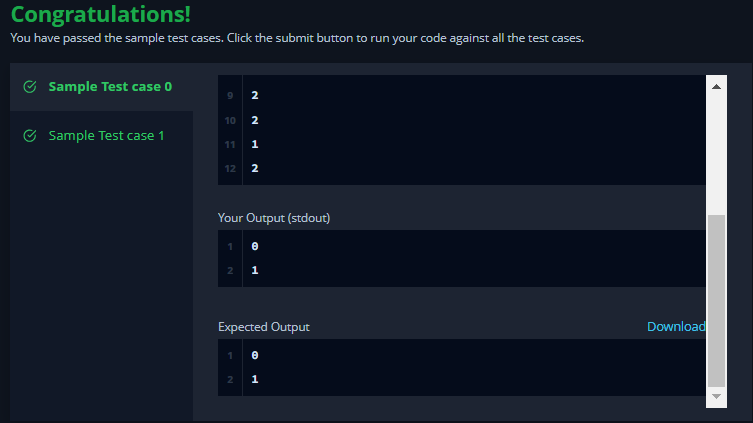 Congratulations!
You have passed the sample test cases. Click the submit button to run your code against all the test cases.
Sample Test case 0
Sample Test case 1
9 2
10 2
11 1
12 2
Your Output (stdout)
1 0
2 1
Expected Output Download
1 0
2 1